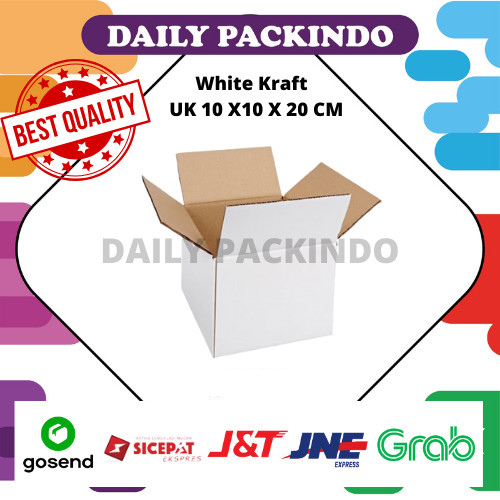 DAILY PACKINDO
White Kraft
UK 10 X10 X 20 CM
BEST QUALITY
DAILY PACKINDO
gosend
SICEPAT
EKSPRES
J&T
JNE
EXPRESS
Grab